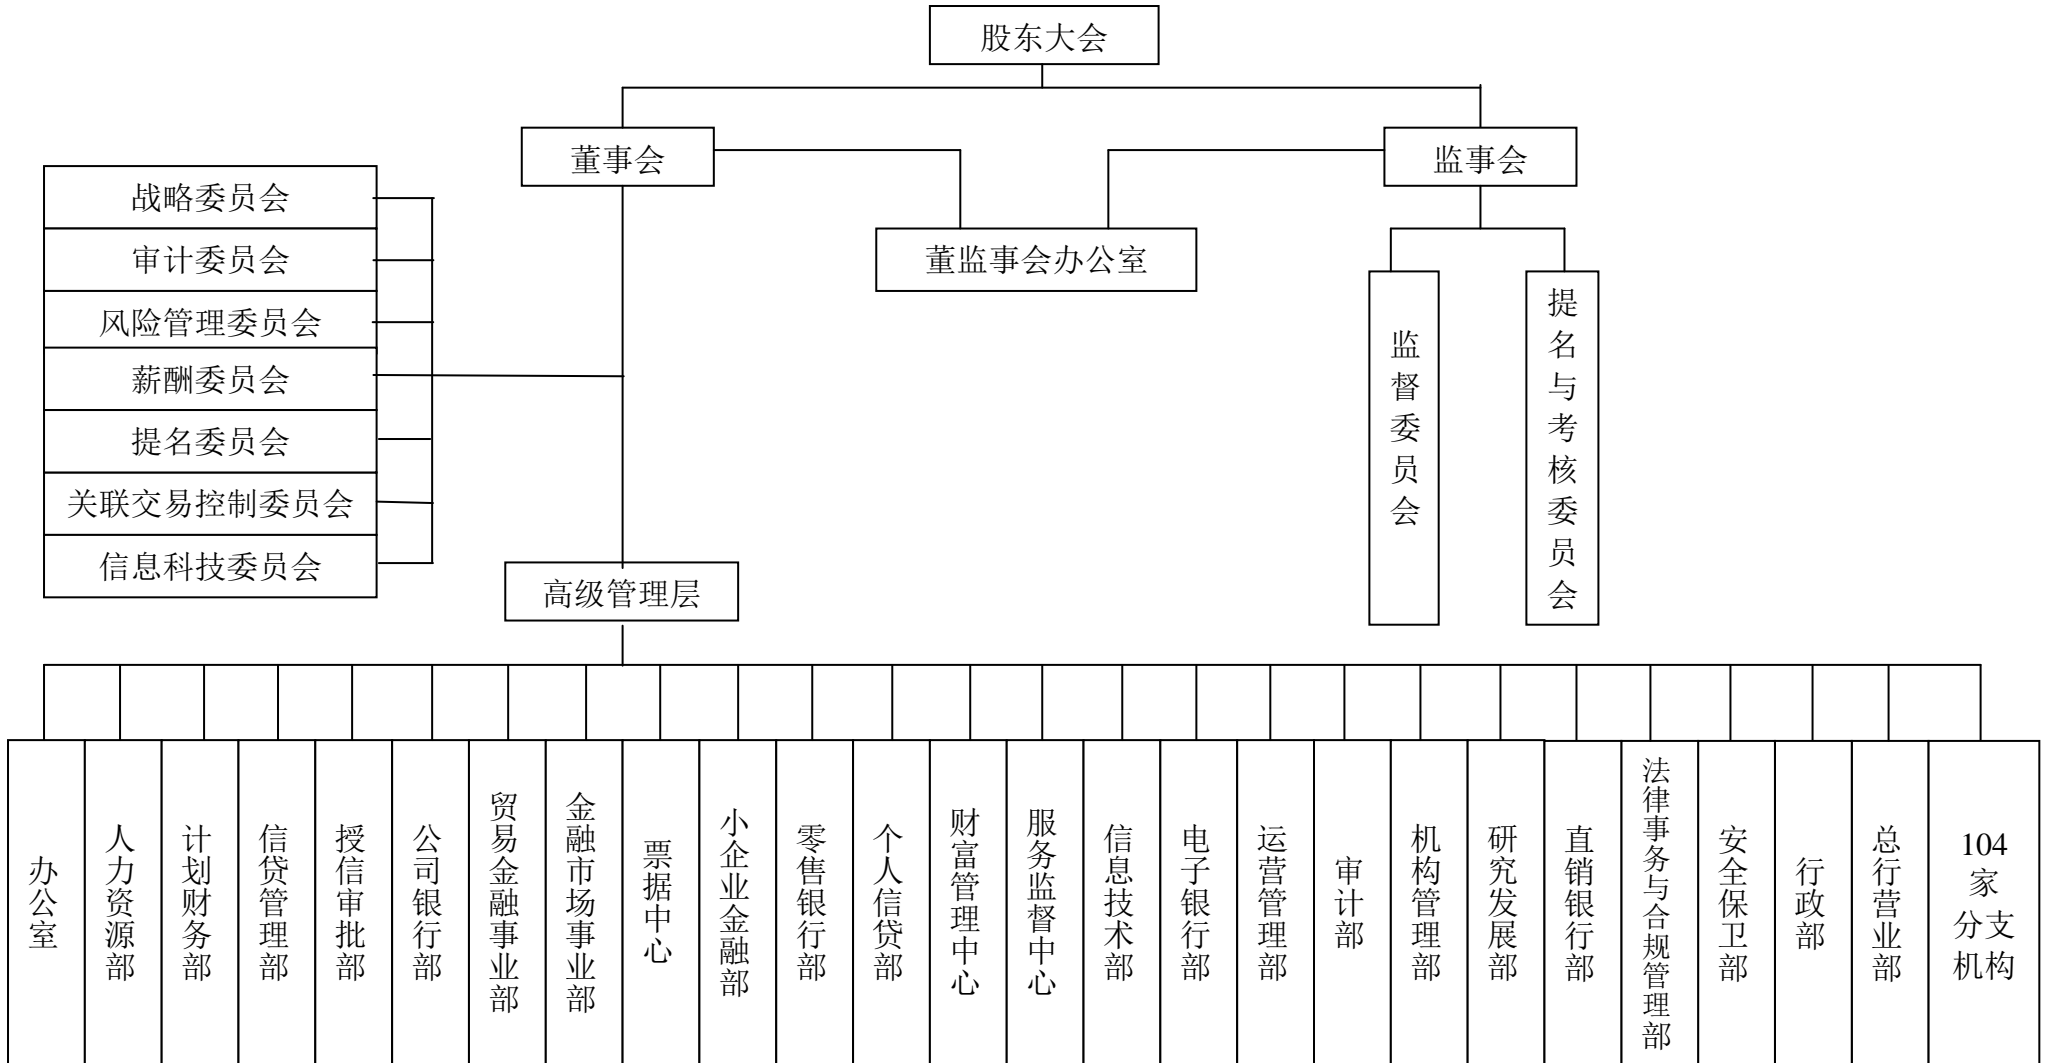 股东大会
董事会
监事会
董监事会办公室
战略委员会
审计委员会
风险管理委员会
薪酬委员会
提名委员会
关联交易控制委员会
信息科技委员会
监督委员会
提名与考核委员会
高级管理层
办公室
人力资源部
计划财务部
信贷管理部
授信审批部
公司银行部
贸易金融事业部
金融市场事业部
票据中心
小企业金融部
零售银行部
个人信贷部
财富管理中心
服务监督中心
信息技术部
电子银行部
运营管理部
审计部
机构管理部
研究发展部
直销银行部
法律事务与合规管理部
安全保卫部
行政部
总行营业部
104
家
分支
机构